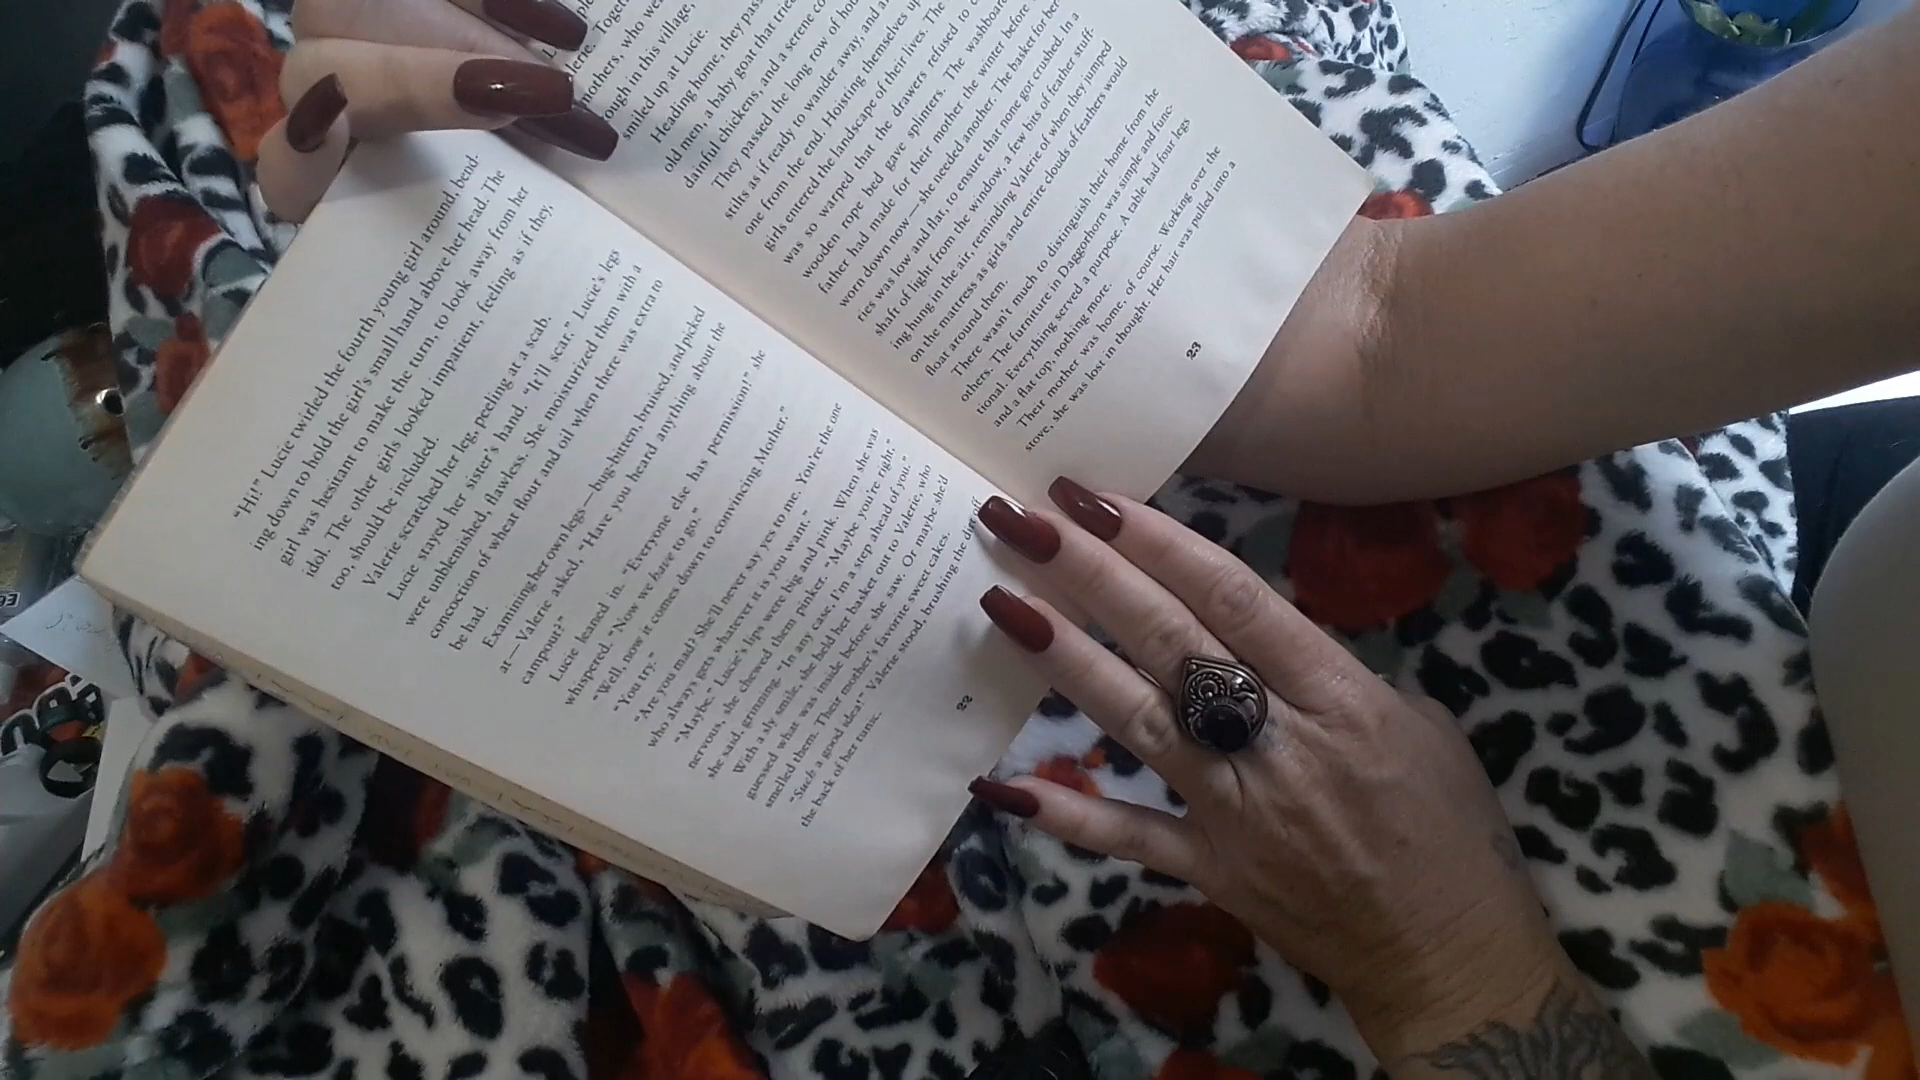 "Hi!" Lucie twirled the fourth young girl around, bend-
ing down to hold the girl's small hand above her head. The
girl was hesitant to make the turn, to look away from her
idol. The other girls looked impatient, feeling as if they,
too, should be included.
Valerie scratched her leg, peeling at a scab.
Lucie stayed her sister's hand. "It'll scar," Lucie's legs
were unblemished, flawless. She moisturized them with a
concoction of wheat flour and oil when there was extra to
be had.
Examining her own legs—bug-bitten, bruised, and picked
at—Valerie asked, "Have you heard anything about the
campout?"
Lucie leaned in. "Everyone else has permission!" she
whispered. "Now we have to go."
"Well, now it comes down to convincing Mother."
"You try."
"Are you mad? She'll never say yes to me. You're the one
who always gets whatever it is you want."
"Maybe." Lucie's lips were big and pink. When she was
nervous, she chewed them pinker. "Maybe you're right,"
she said, grinning. "In any case, I'm a step ahead of you."
With a sly smile, she held her basket out to Valerie, who
guessed what was inside before she saw. Or maybe she'd
smelled them. Their mother's favorite sweet cakes.
"Such a good idea!" Valerie stood, brushing the dirt off
the back of her tunic.
22
erie. Toget
others, who we
ough in this village,
smiled up at Lucie.
Heading home, they pas
old men, a baby goat that trie
dainful chickens, and a serene co
They passed the long row of hou
stilts as if ready to wander away, and a
one from the end. Hoisting themselves up
girls entered the landscape of their lives. The
was so warped that the drawers refused to
wooden rope bed gave splinters. The washboard
father had made for their mother the winter before
worn down now—she needed another. The basket for ber-
ries was low and flat, to ensure that none got crushed. In a
shaft of light from the window, a few bits of feather stuff-
ing hung in the air, reminding Valerie of when they jumped
on the mattress as girls and entire clouds of feathers would
float around them.
There wasn't much to distinguish their home from the
others. The furniture in Daggorhorn was simple and func-
tional. Everything served a purpose. A table had four legs
and a flat top, nothing more.
Their mother was home, of course. Working over the
stove, she was lost in thought. Her hair was pulled into a
23